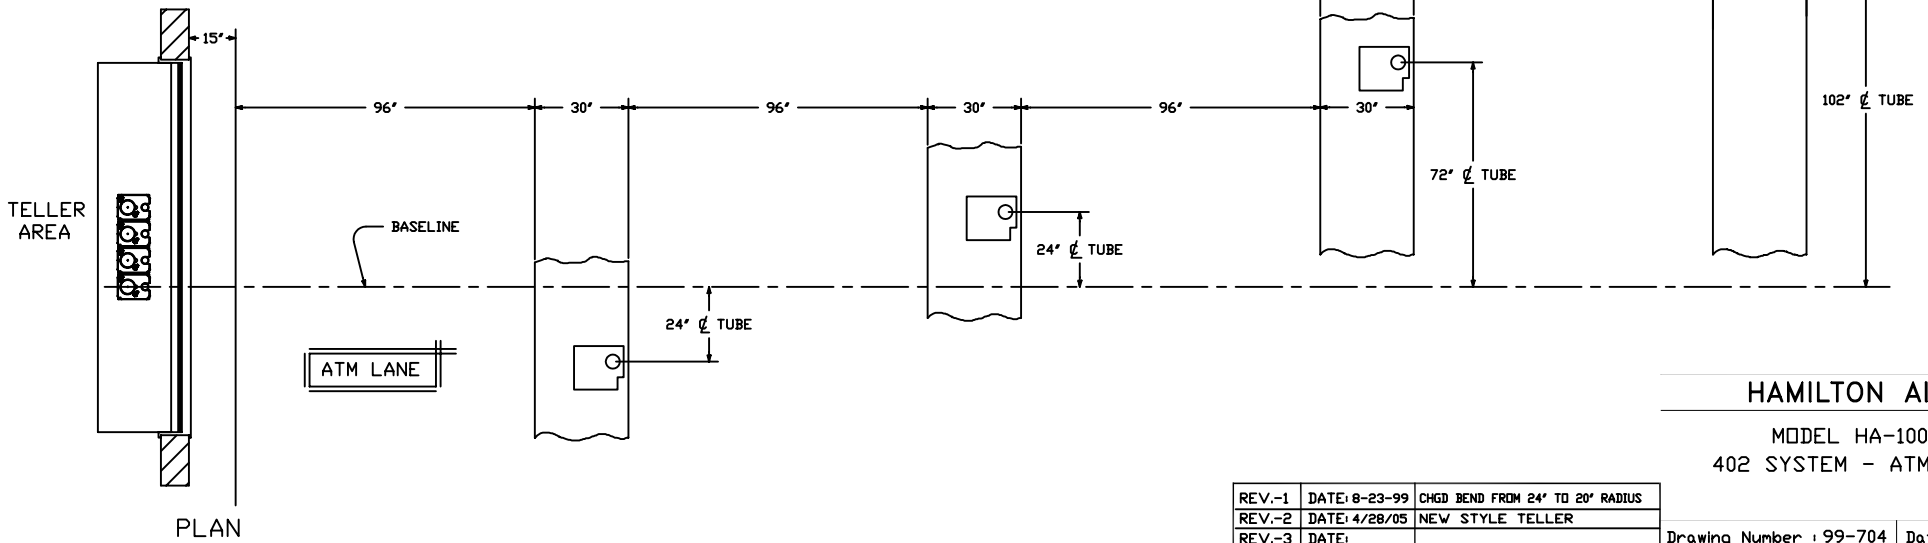 15"
96"
30"
96"
30"
96"
30"
102" ℄ TUBE
72" ℄ TUBE
TELLER
AREA
BASELINE
24" ℄ TUBE
24" ℄ TUBE
ATM LANE
PLAN
HAMILTON AI
MODEL HA-100
402 SYSTEM - ATM
REV.-1 DATE: 8-23-99 CHGD BEND FROM 24" TO 20" RADIUS
REV.-2 DATE: 4/28/05 NEW STYLE TELLER
REV.-3 DATE:
Drawing Number : 99-704 Da